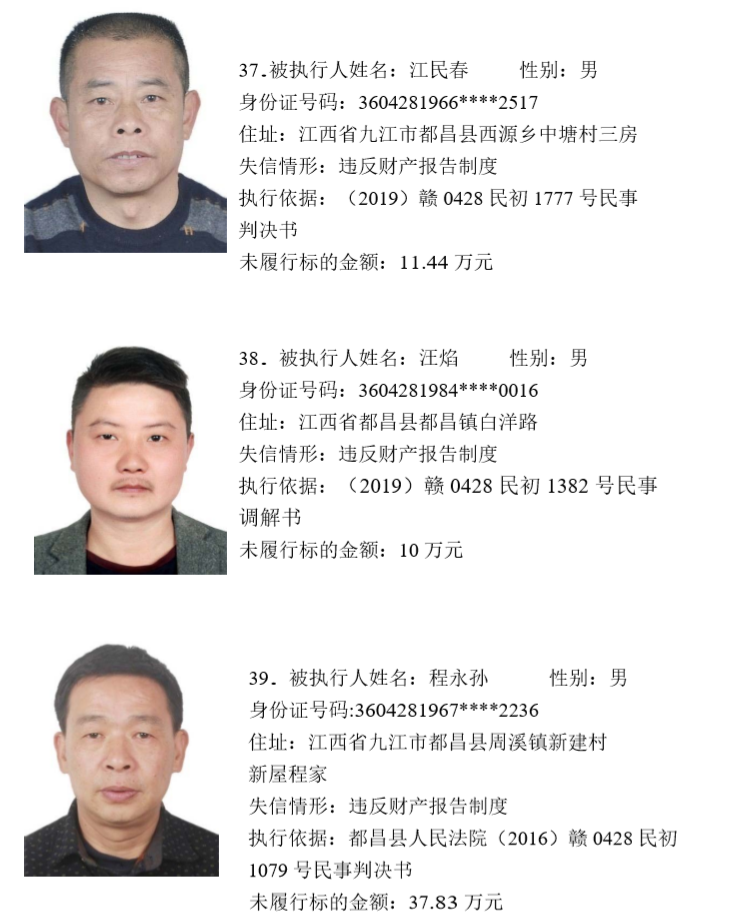 37.被执行人姓名：江民春 性别：男
身份证号码：3604281966****2517
住址：江西省九江市都昌县西源乡中塘村三房
失信情形：违反财产报告制度
执行依据：（2019）赣 0428 民初 1777 号民事
判决书
未履行标的金额：11.44 万元
38．被执行人姓名：汪焰 性别：男
身份证号码：3604281984****0016
住址：江西省都昌县都昌镇白洋路
失信情形：违反财产报告制度
执行依据：（2019）赣 0428 民初 1382 号民事
调解书
未履行标的金额：10 万元
39．被执行人姓名：程永孙 性别：男
身份证号码:3604281967****2236
住址：江西省九江市都昌县周溪镇新建村
新屋程家
失信情形：违反财产报告制度
执行依据：都昌县人民法院（2016）赣 0428 民初
1079 号民事判决书
未履行标的金额：37.83 万元